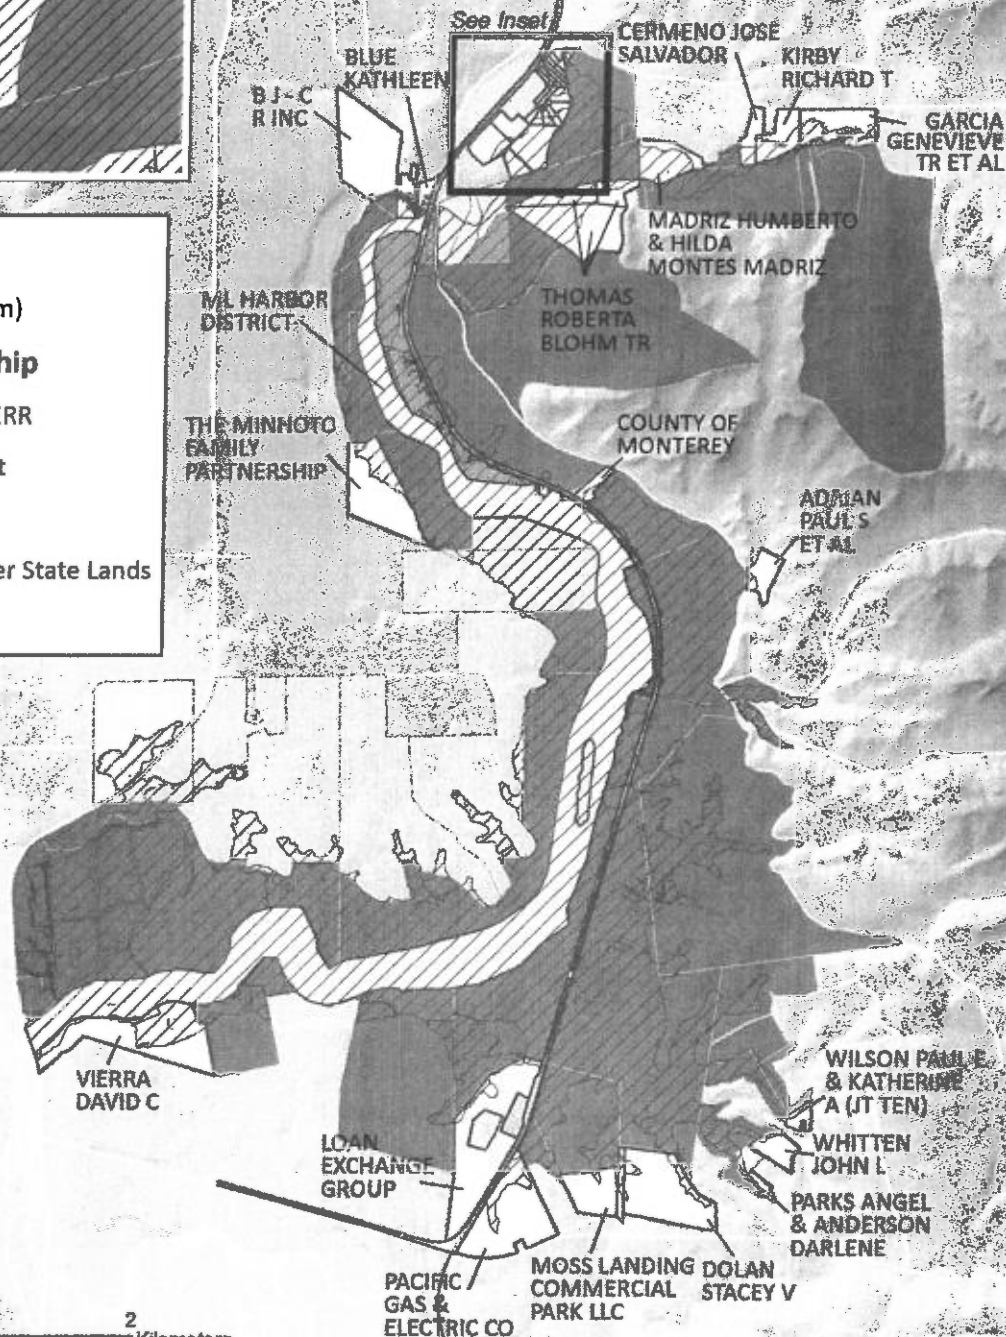 See Inset
CERMENO JOSE
SALVADOR
BLUE
KATHLEEN
KIRBY
RICHARD T
B J - C
R INC
GARCIA
GENEVIEVE
TR ET AL
MADRIZ HUMBERTO
& HILDA
MONTES MADRIZ
ML HARBOR
DISTRICT
THOMAS
ROBERTA
BLOHM TR
m)
hip
ERR
t
er State Lands
THE MINHOTO
FAMILY
PARTNERSHIP
COUNTY OF
MONTEREY
ADRIAN
PAUL S
ET AL
VIERRA
DAVID C
WILSON PAUL E
& KATHERINE
A (JT TEN)
WHITTEN
JOHN L
LOAN
EXCHANGE
GROUP
PARKS ANGEL
& ANDERSON
DARLENE
PACIFIC
GAS &
ELECTRIC CO
MOSS LANDING
COMMERCIAL
PARK LLC
DOLAN
STACEY V
2
Kilometers